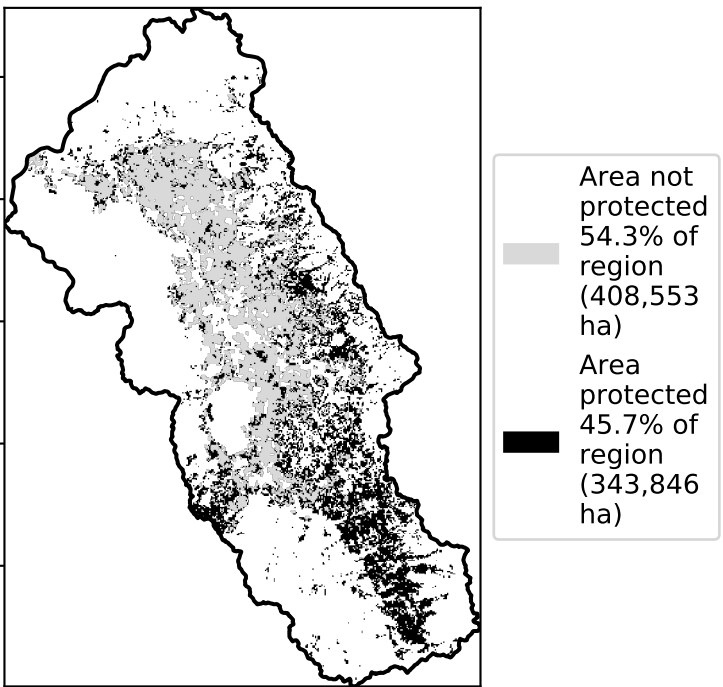 Area not
protected
54.3% of
region
(408,553
ha)
Area
protected
45.7% of
region
(343,846
ha)